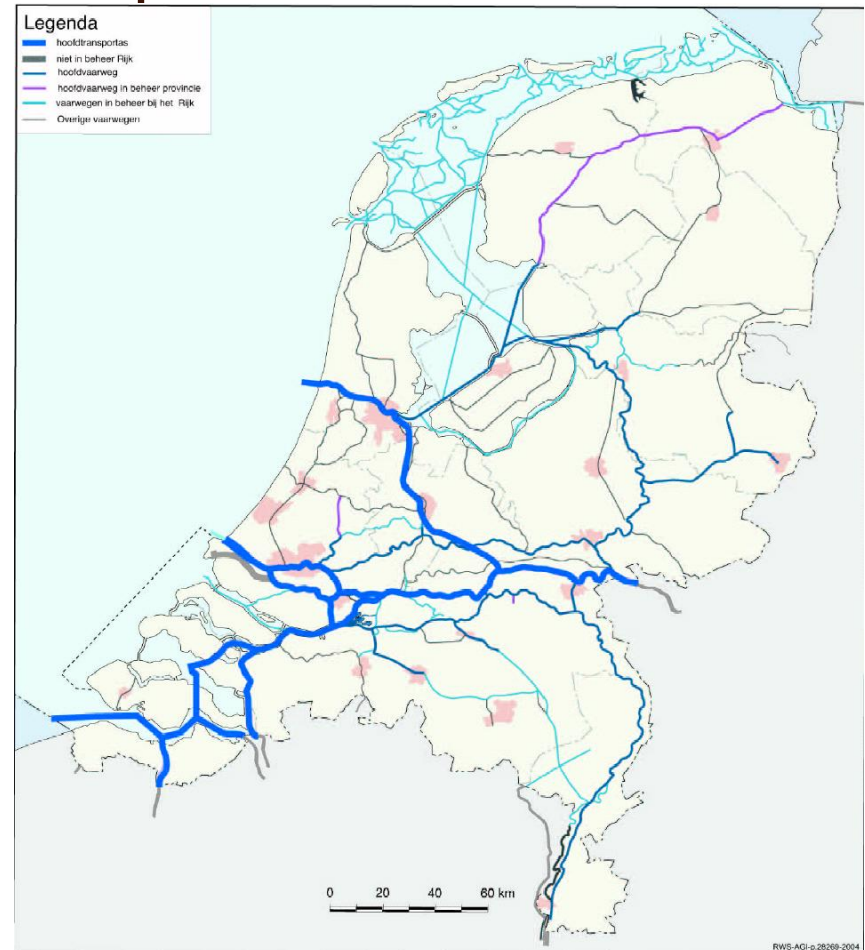 Legenda
hoofdtransportas
niet in beheer Rijk
hoofdvaarweg
hoofdvaarweg in beheer provincie
vaarwegen in beheer bij het Rijk
Overige vaarwegen
0 20 40 60 km
RWS-AGI-p.28269-2004